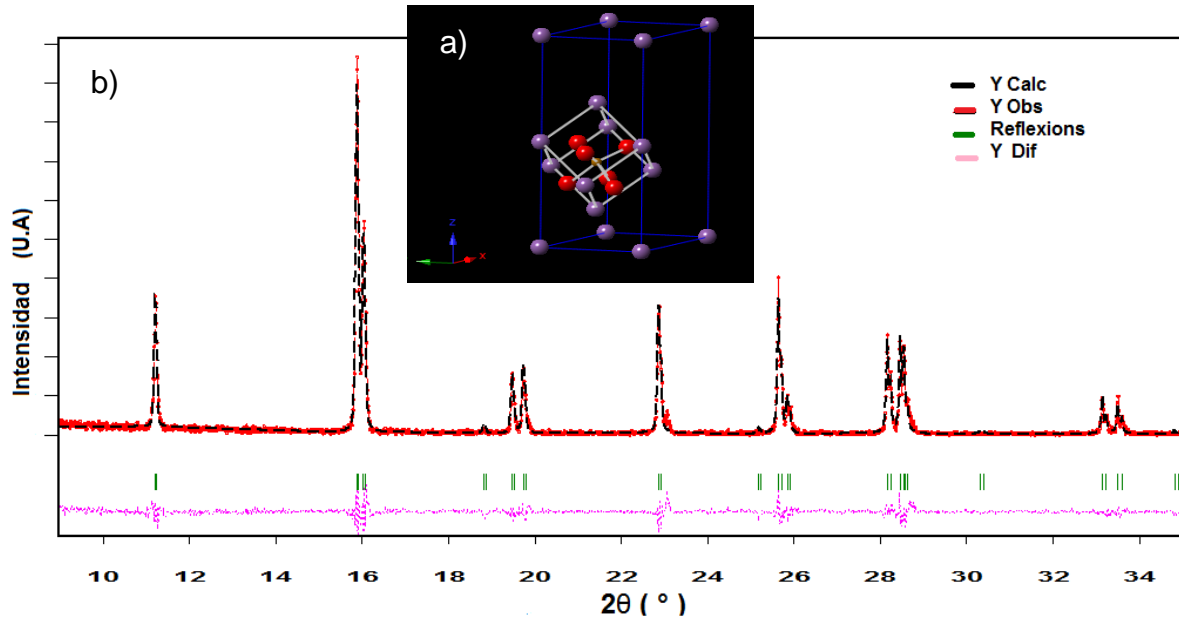 a)
z
x
b)
Y Calc
Y Obs
Reflexions
Y Dif
Intensidad (U.A)
10 12 14 16 18 20 22 24 26 28 30 32 34
2θ ( ° )